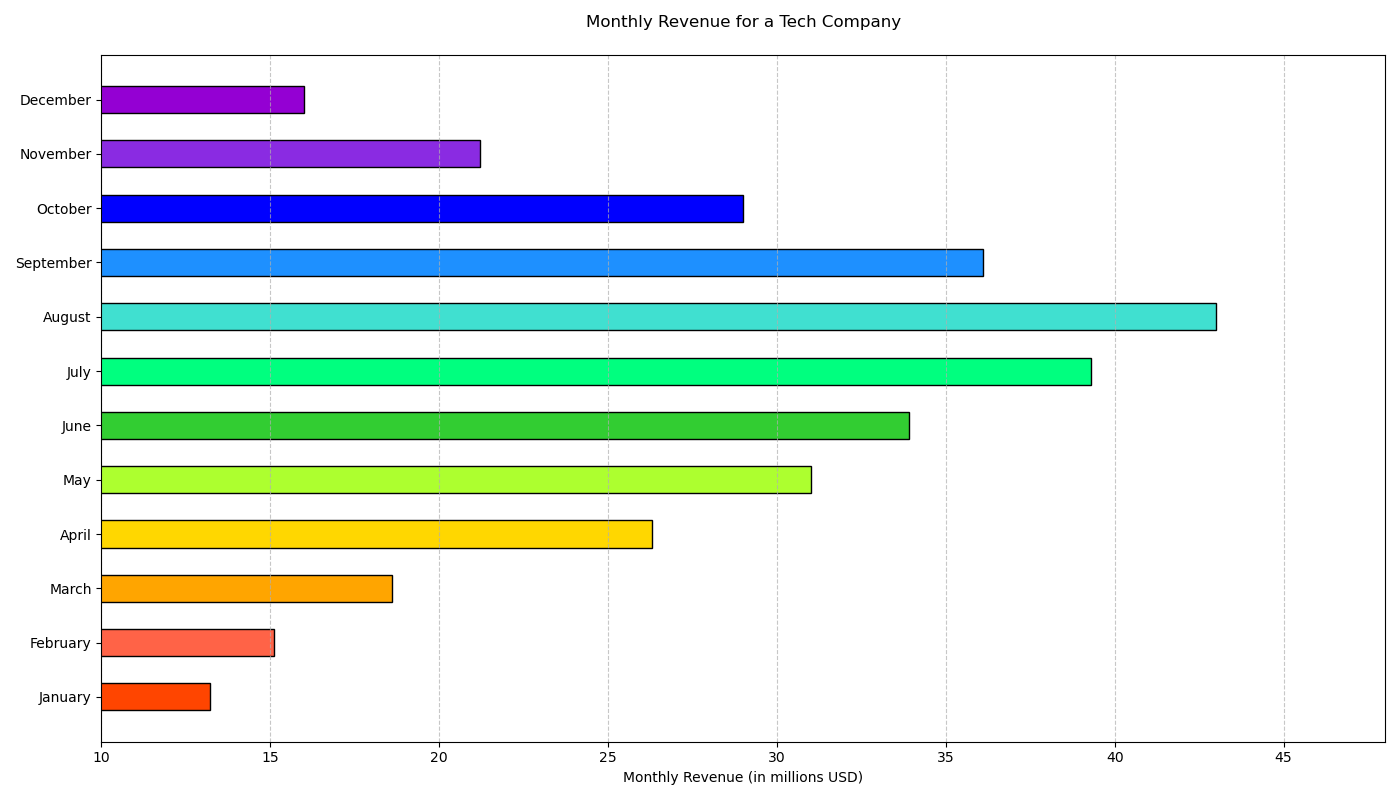 Monthly Revenue for a Tech Company
December
November
October
September
August
July
June
May
April
March
February
January
10 15 20 25 30 35 40 45
Monthly Revenue (in millions USD)